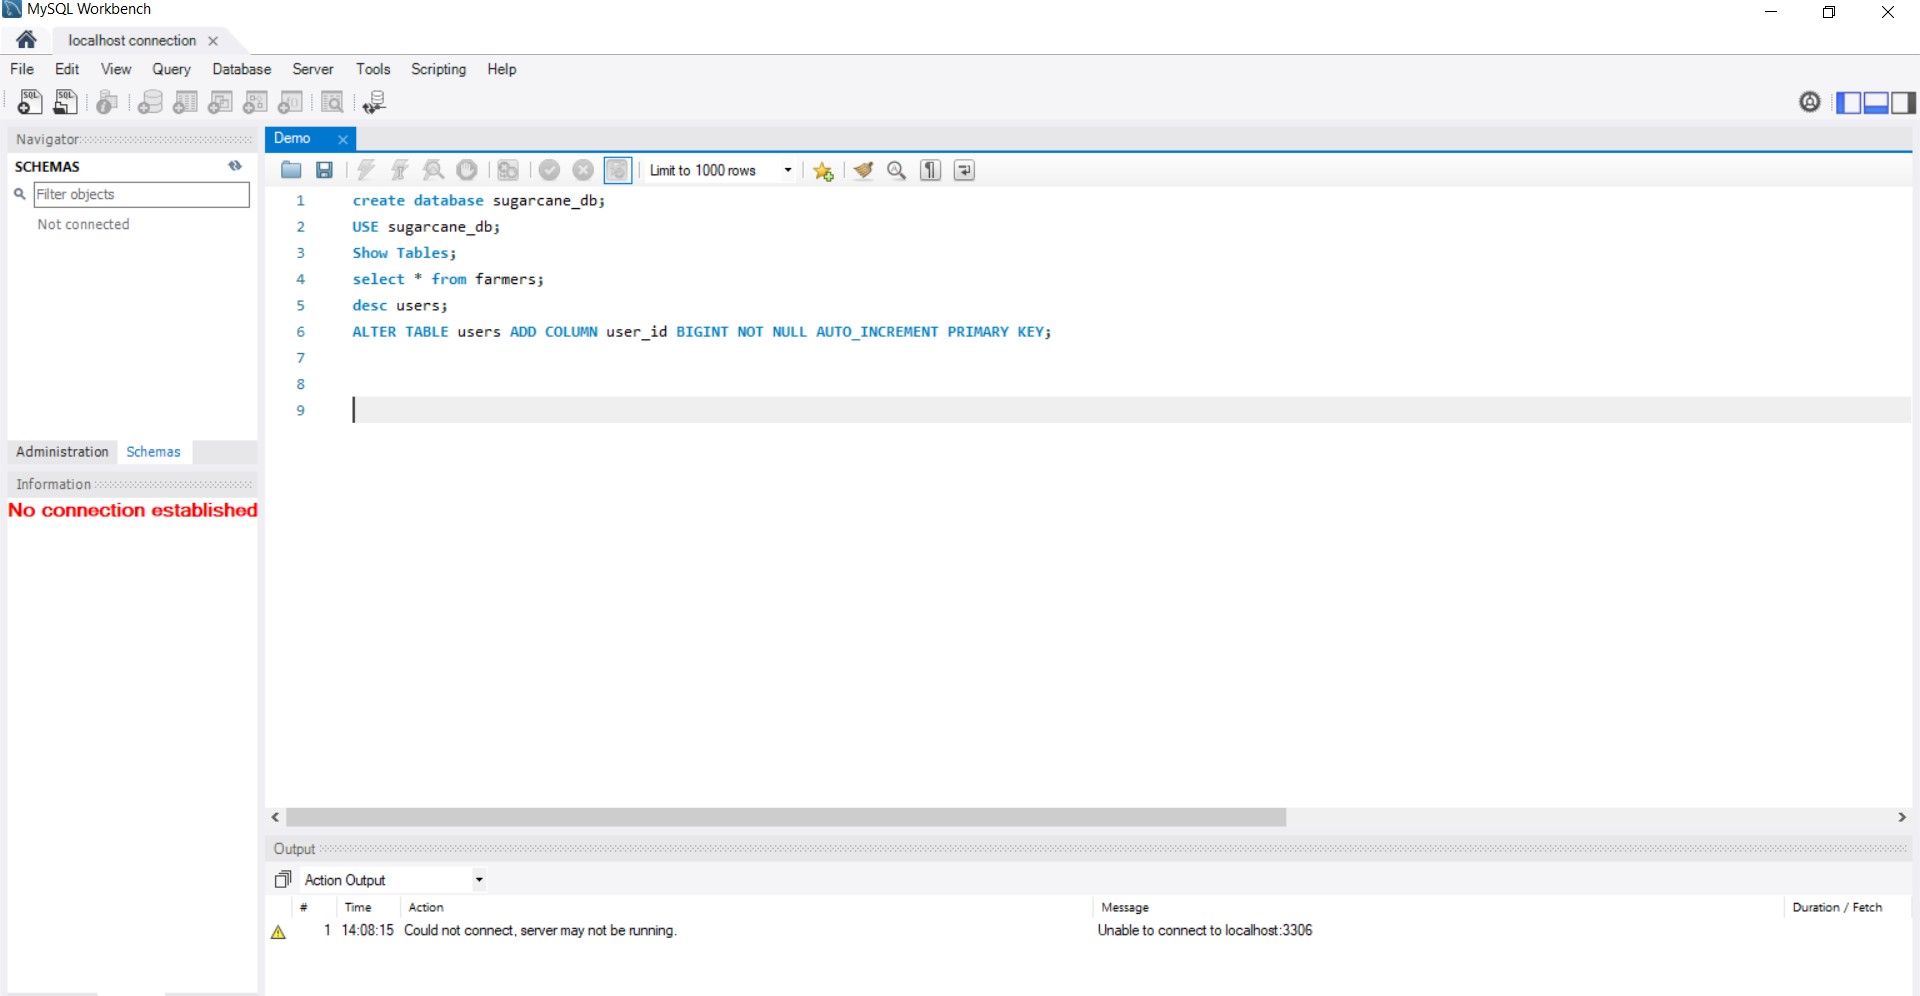 MySQL Workbench
localhost connection
File Edit View Query Database Server Tools Scripting Help
SQL SQL
Navigator
SCHEMAS
Filter objects
Not connected
Administration Schemas
Information
No connection established
Demo
Limit to 1000 rows
1 create database sugarcane_db;
2 USE sugarcane_db;
3 Show Tables;
4 select * from farmers;
5 desc users;
6 ALTER TABLE users ADD COLUMN user_id BIGINT NOT NULL AUTO_INCREMENT PRIMARY KEY;
7
8
9
Output
Action Output
# Time Action Message Duration / Fetch
1 14:08:15 Could not connect, server may not be running. Unable to connect to localhost:3306